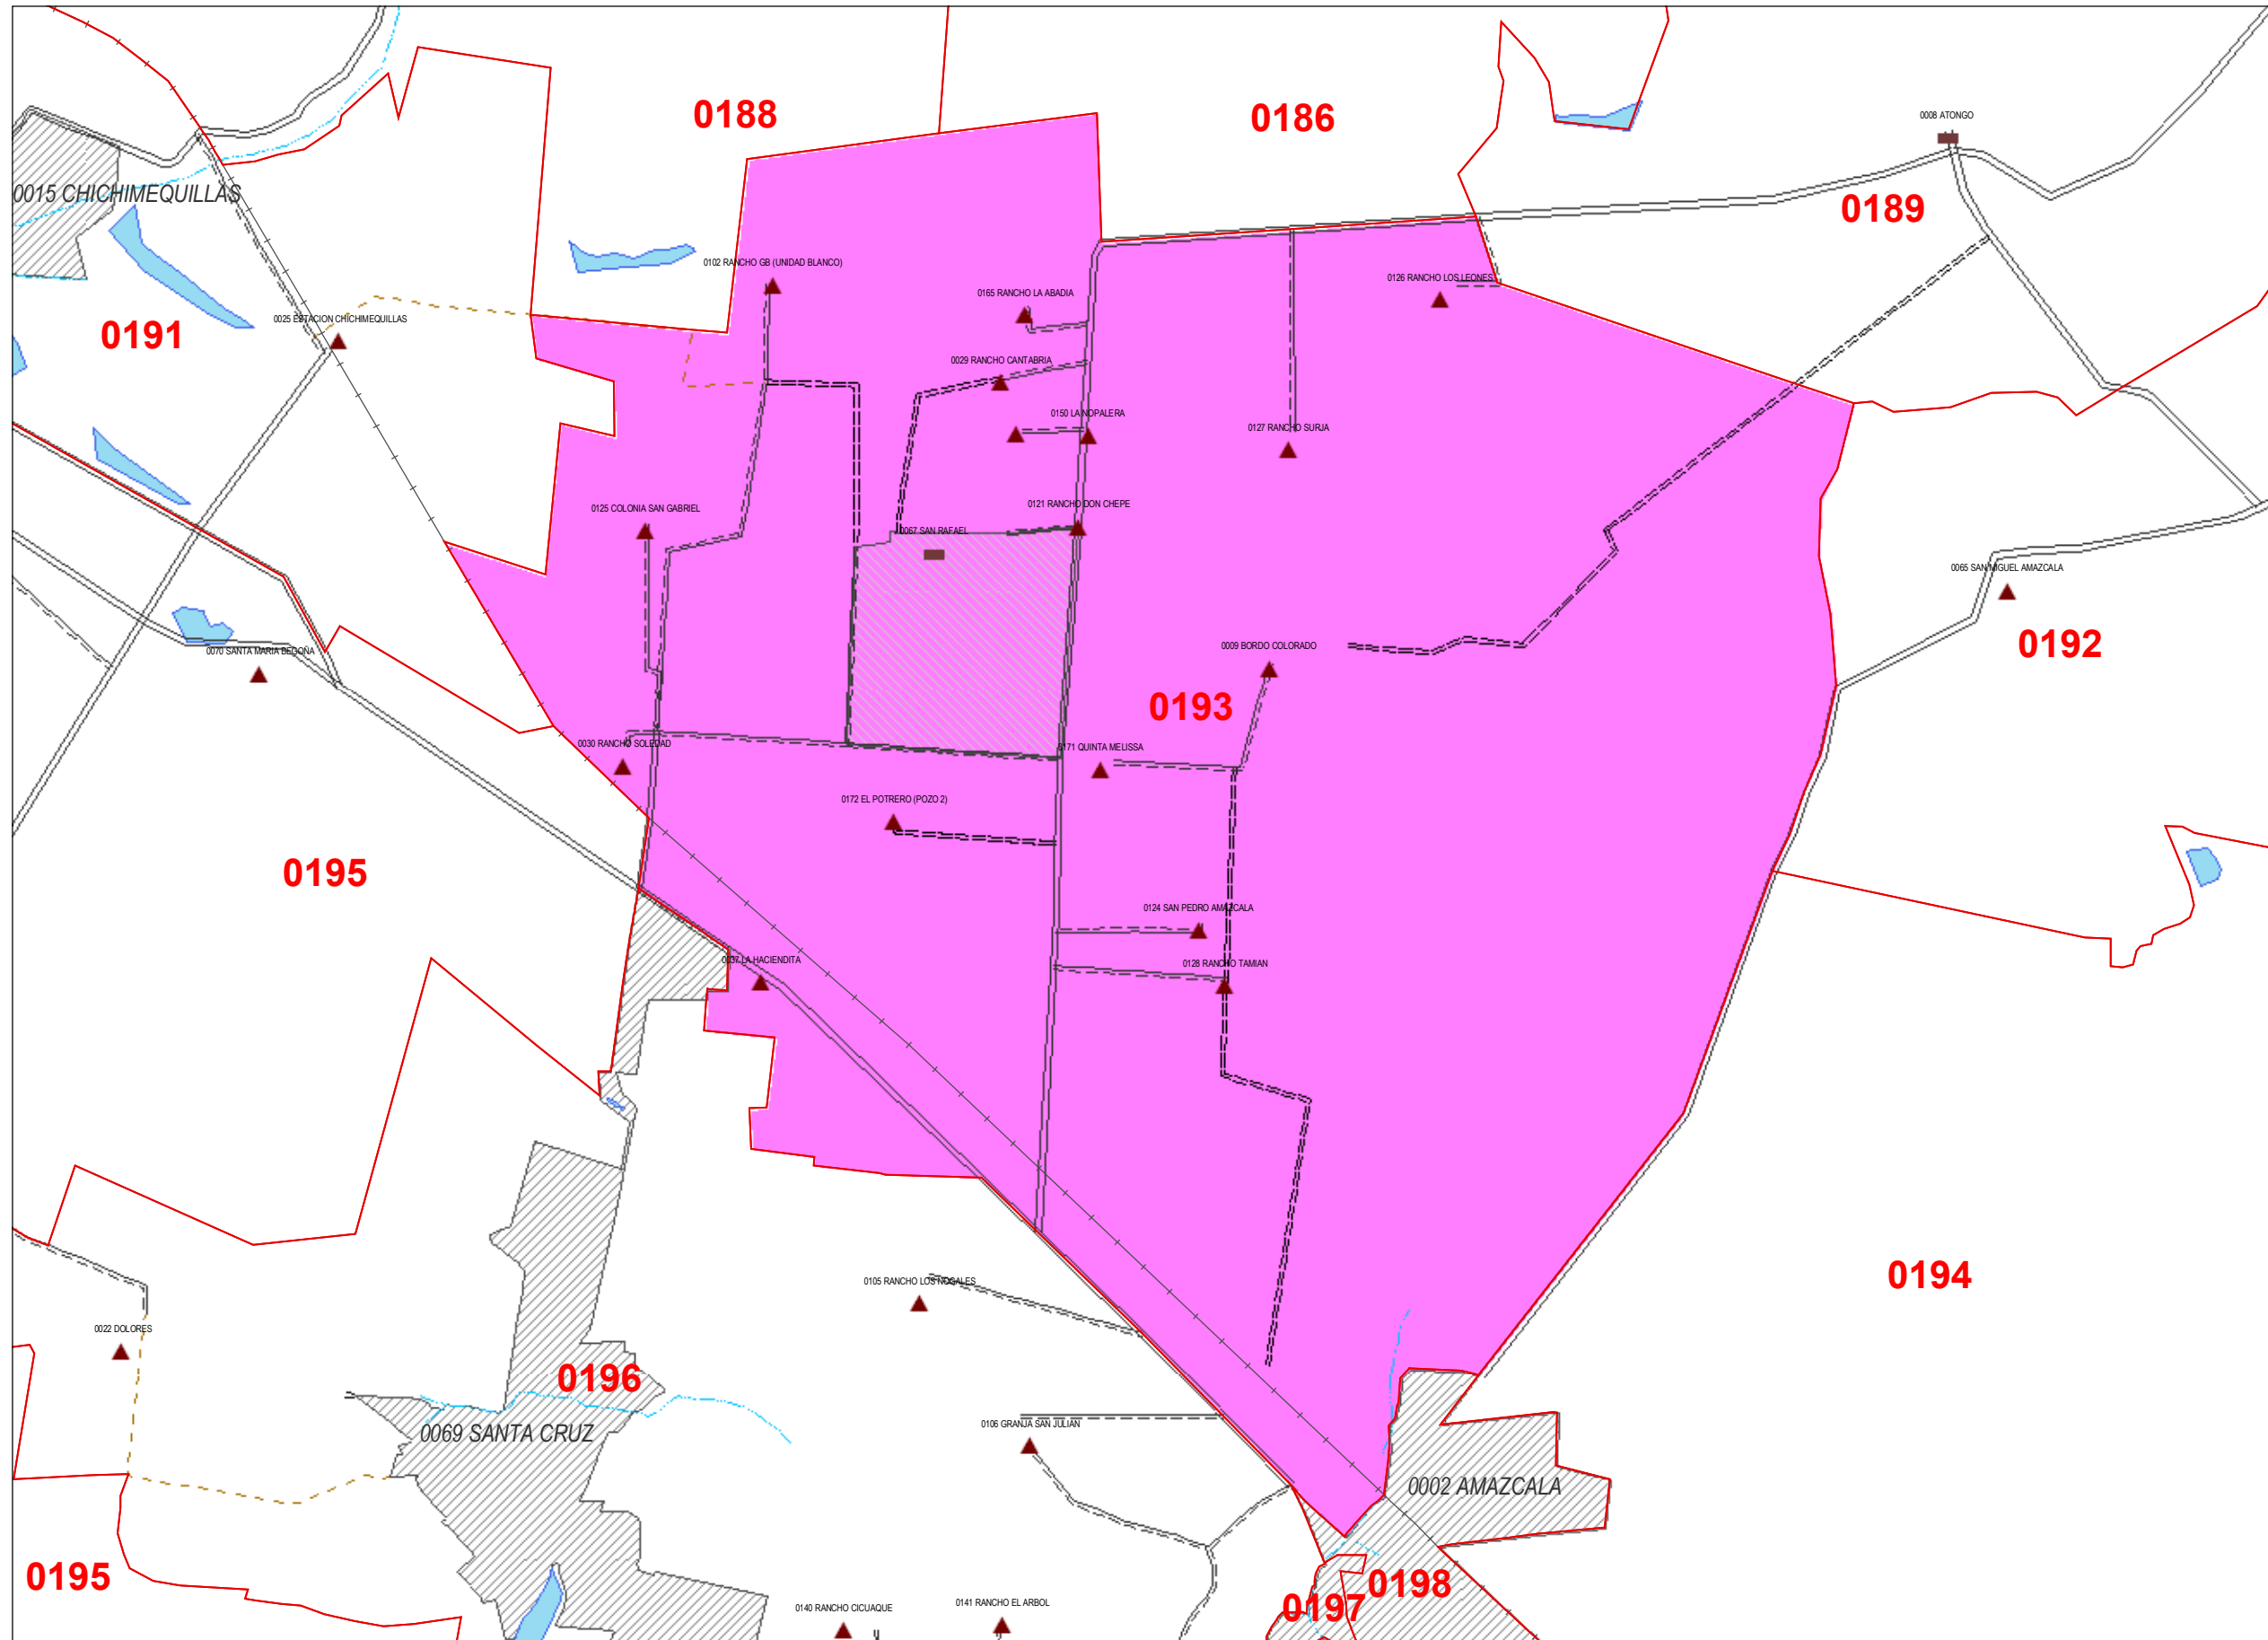 0188
0186
0008 ATONGO
0015 CHICHIMEQUILLAS
0189
0102 RANCHO GB (UNIDAD BLANCO)
0126 RANCHO LOS LEONES
0165 RANCHO LA ABADIA
0025 ESTACION CHICHIMEQUILLAS
0191
0029 RANCHO CANTABRIA
0150 LA NOPALERA
0127 RANCHO SURJA
0125 COLONIA SAN GABRIEL
0121 RANCHO DON CHEPE
0067 SAN RAFAEL
0065 SAN MIGUEL AMAZCALA
0192
0070 SANTA MARIA BEGOÑA
0009 BORDO COLORADO
0193
0030 RANCHO SOLEDAD
0171 QUINTA MELISSA
0172 EL POTRERO (POZO 2)
0195
0124 SAN PEDRO AMAZCALA
0037 LA HACIENDITA
0128 RANCHO TAMIAN
0194
0105 RANCHO LOS NOGALES
0022 DOLORES
0196
0069 SANTA CRUZ
0106 GRANJA SAN JULIAN
0002 AMAZCALA
0195
0198
0197
0140 RANCHO CICUAQUE
0141 RANCHO EL ARBOL